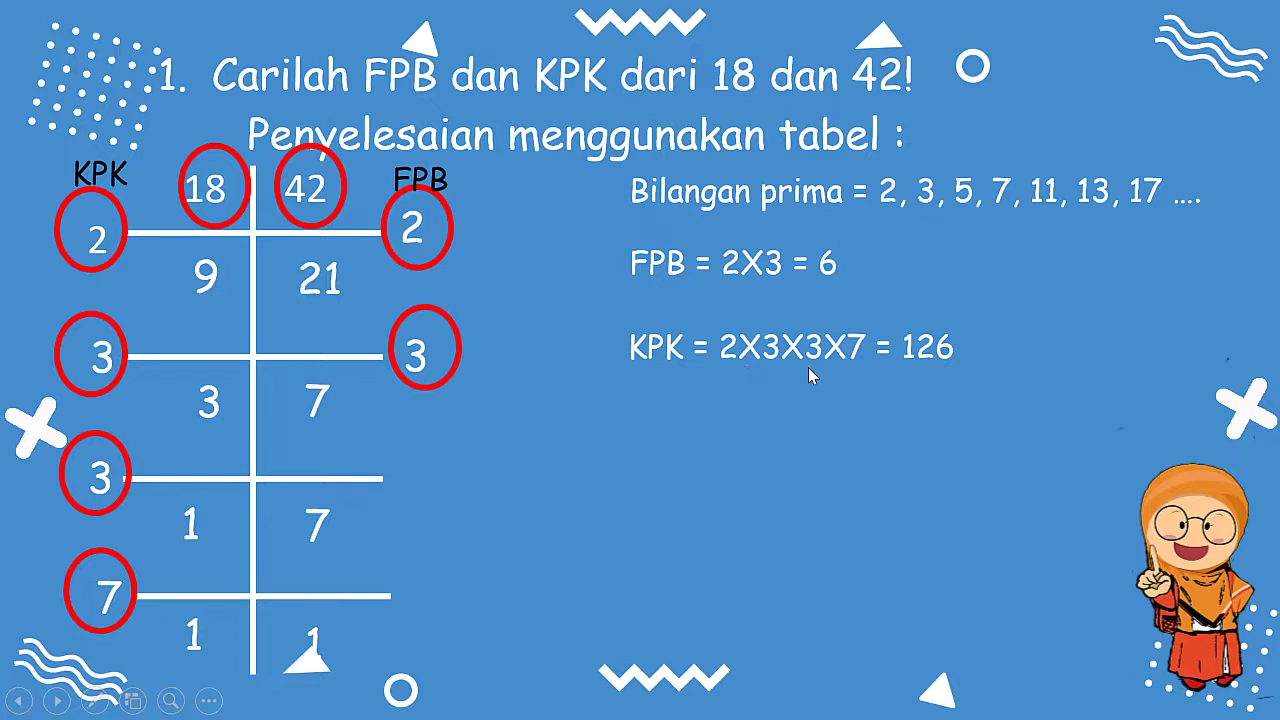 1. Carilah FPB dan KPK dari 18 dan 42!
Penyelesaian menggunakan tabel :
KPK 18 42 FPB
2 2
9 21
3 3
3 7
3
1 7
7
1 1
Bilangan prima = 2, 3, 5, 7, 11, 13, 17 ....
FPB = 2X3 = 6
KPK = 2X3X3X7 = 126